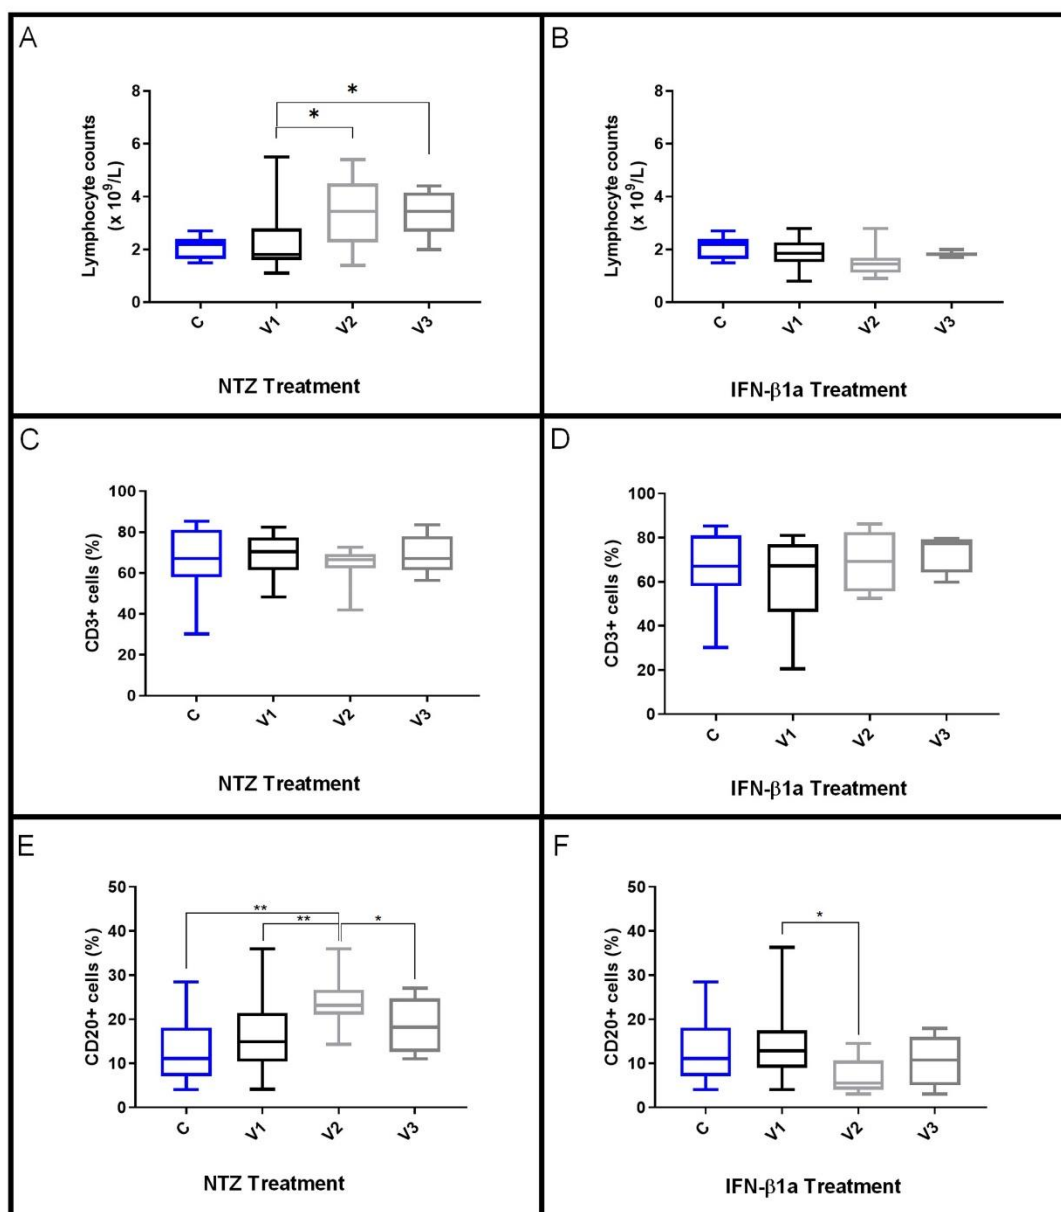 A
Lymphocyte counts
(x 10⁹/L)
8
6
4
2
0
*
*
C
V1
V2
V3
NTZ Treatment
B
Lymphocyte counts
(x 10⁹/L)
8
6
4
2
0
C
V1
V2
V3
IFN-β1a Treatment
C
CD3+ cells (%)
100
80
60
40
20
0
C
V1
V2
V3
NTZ Treatment
D
CD3+ cells (%)
100
80
60
40
20
0
C
V1
V2
V3
IFN-β1a Treatment
E
CD20+ cells (%)
50
40
30
20
10
0
**
**
*
C
V1
V2
V3
NTZ Treatment
F
CD20+ cells (%)
50
40
30
20
10
0
*
C
V1
V2
V3
IFN-β1a Treatment